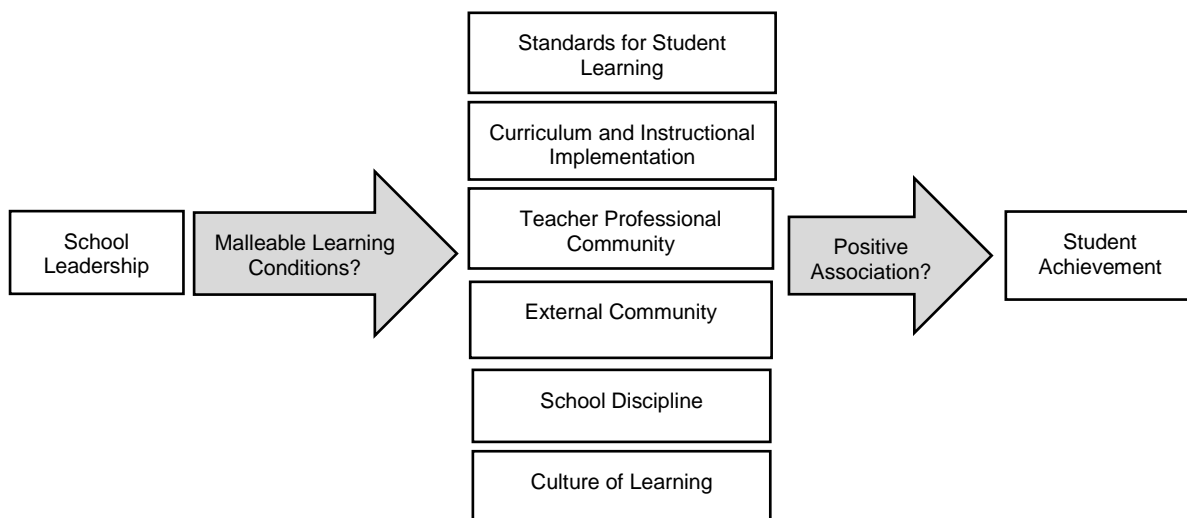 School
Leadership
Malleable Learning
Conditions?
Standards for Student
Learning
Curriculum and Instructional
Implementation
Teacher Professional
Community
External Community
School Discipline
Culture of Learning
Positive
Association?
Student
Achievement